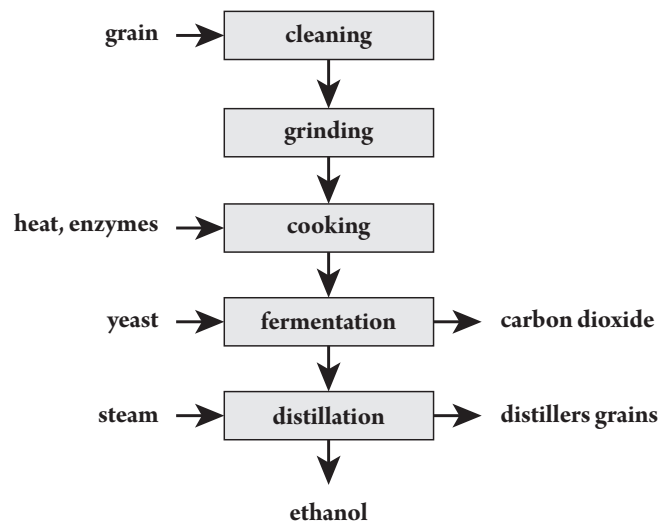 grain
cleaning
grinding
heat, enzymes
cooking
yeast
fermentation
carbon dioxide
steam
distillation
distillers grains
ethanol